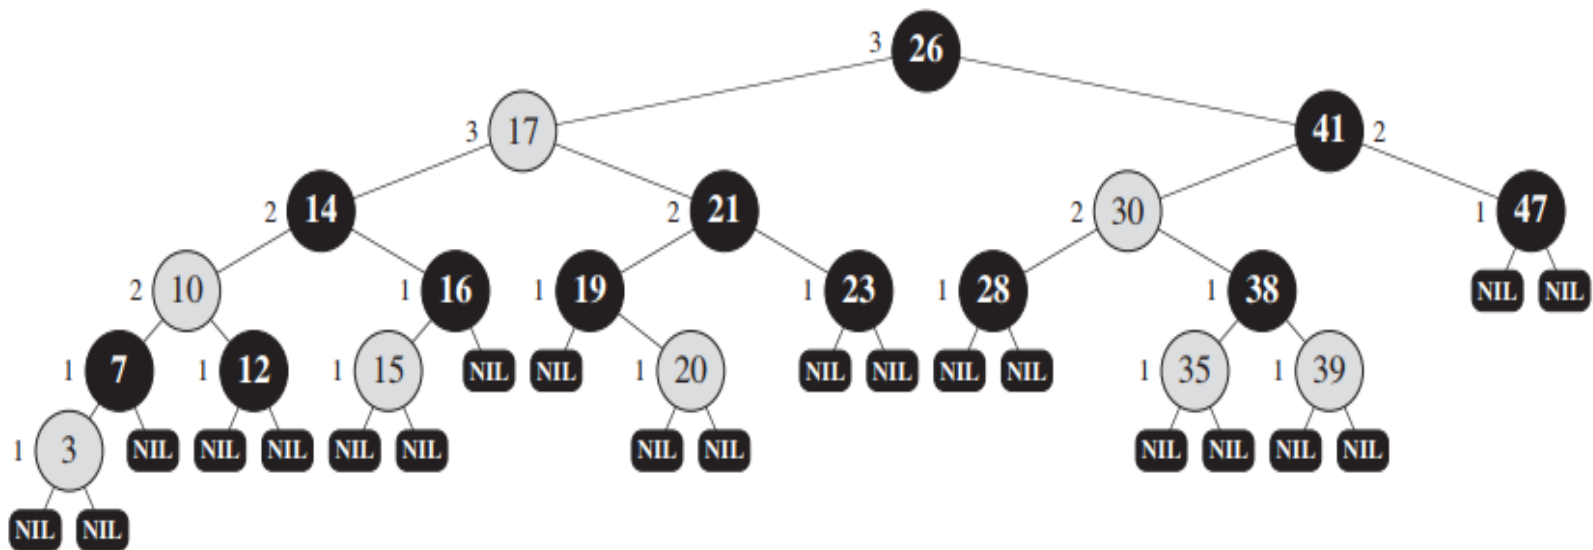 3 26
3 17 41 2
2 14 2 21 2 30 1 47
2 10 1 16 1 19 1 23 1 28 1 38 NIL NIL
1 7 1 12 1 15 NIL NIL 1 20 NIL NIL NIL NIL 1 35 1 39
1 3 NIL NIL NIL NIL NIL NIL NIL NIL NIL NIL NIL NIL
NIL NIL